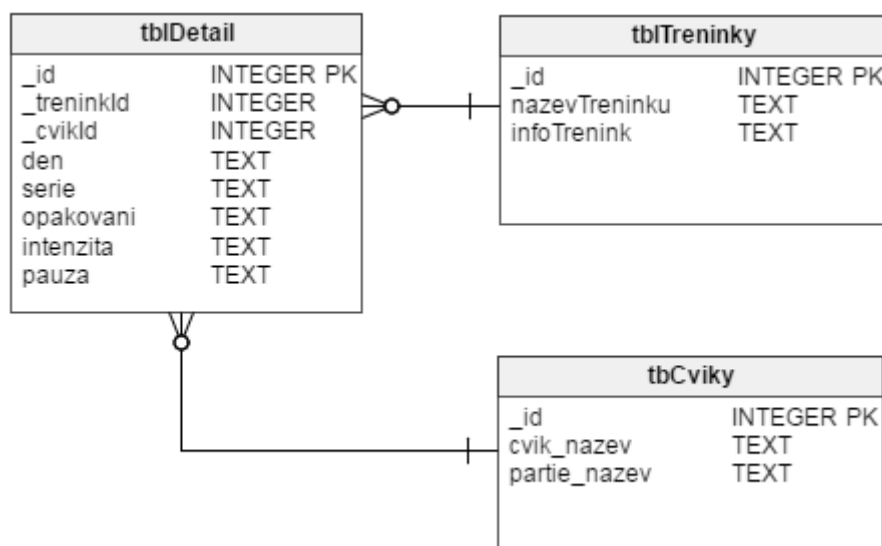 tblDetail
_id INTEGER PK
_treninkId INTEGER
_cvikId INTEGER
den TEXT
serie TEXT
opakovani TEXT
intenzita TEXT
pauza TEXT
tblTreninky
_id INTEGER PK
nazevTreninku TEXT
infoTrenink TEXT
tbCviky
_id INTEGER PK
cvik_nazev TEXT
partie_nazev TEXT